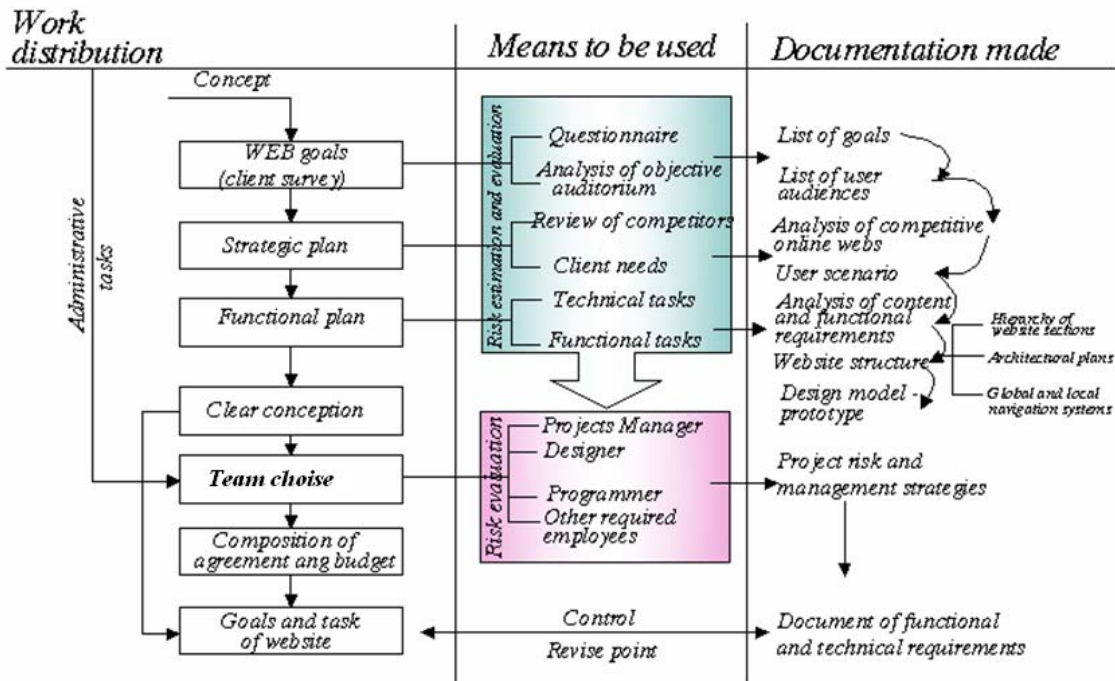 Work
distribution
Means to be used
Documentation made
Concept
Administrative
tasks
WEB goals
(client survey)
Strategic plan
Functional plan
Clear conception
Team choise
Composition of
agreement ang budget
Goals and task
of website
Risk estimation and evaluation
Questionnaire
Analysis of objective
auditorium
Review of competitors
Client needs
Technical tasks
Functional tasks
Risk evaluation
Projects Manager
Designer
Programmer
Other required
employees
Control
Revise point
List of goals
List of user
audiences
Analysis of competitive
online webs
User scenario
Analysis of content
and functional
requirements
Website structure
Design model -
prototype
Hierarchy of
website sections
Architectural plans
Global and local
navigation systems
Project risk and
management strategies
Document of functional
and technical requirements